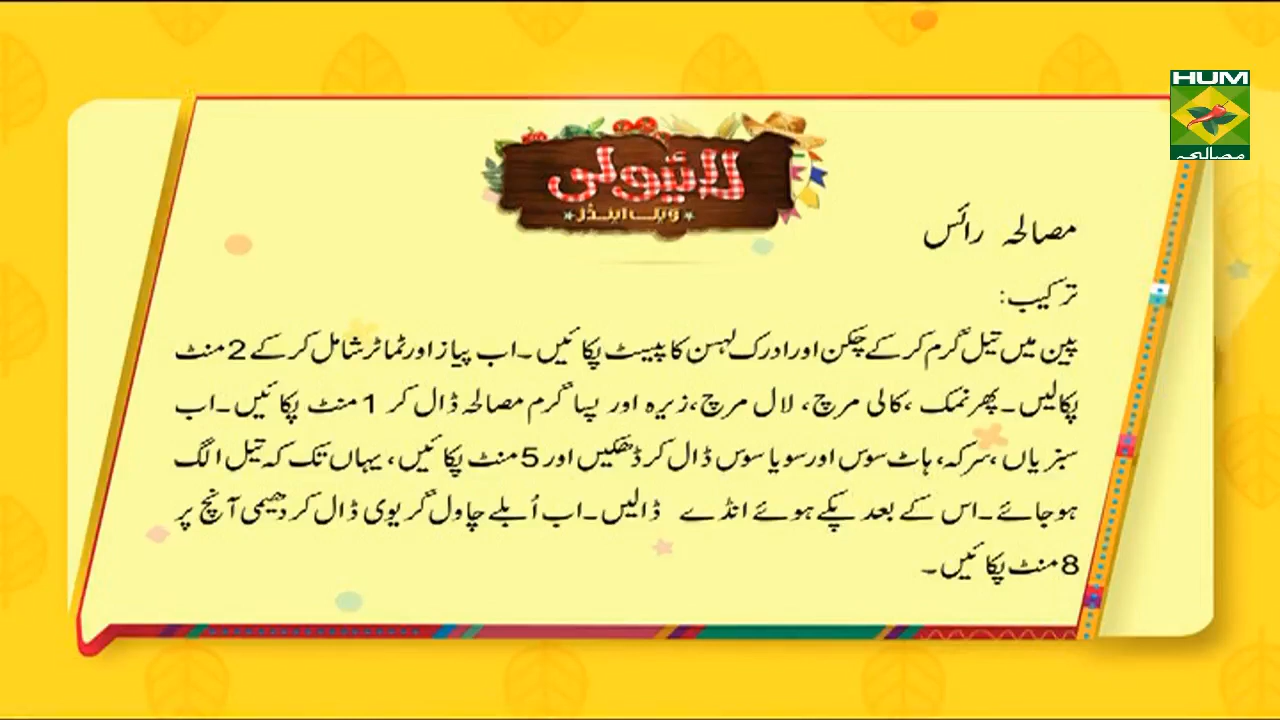 HUM
مصالحہ
لائیولی
ویک اینڈز
مصالحہ رائس
ترکیب:
پین میں تیل گرم کر کے چکن اور ادرک لہسن کا پیسٹ پکائیں۔ اب پیاز اور ٹماٹر شامل کر کے 2 منٹ
پکالیں۔ پھر نمک، کالی مرچ، لال مرچ، زیرہ اور پسا گرم مصالحہ ڈال کر 1 منٹ پکائیں۔ اب
سبزیاں، سرکہ، ہاٹ سوس اور سویا سوس ڈال کر ڈھکیں اور 5 منٹ پکائیں، یہاں تک کہ تیل الگ
ہوجائے۔ اس کے بعد پکے ہوئے انڈے ڈالیں۔ اب اُبلے چاول گریوی ڈال کر دھیمی آنچ پر
8 منٹ پکائیں۔